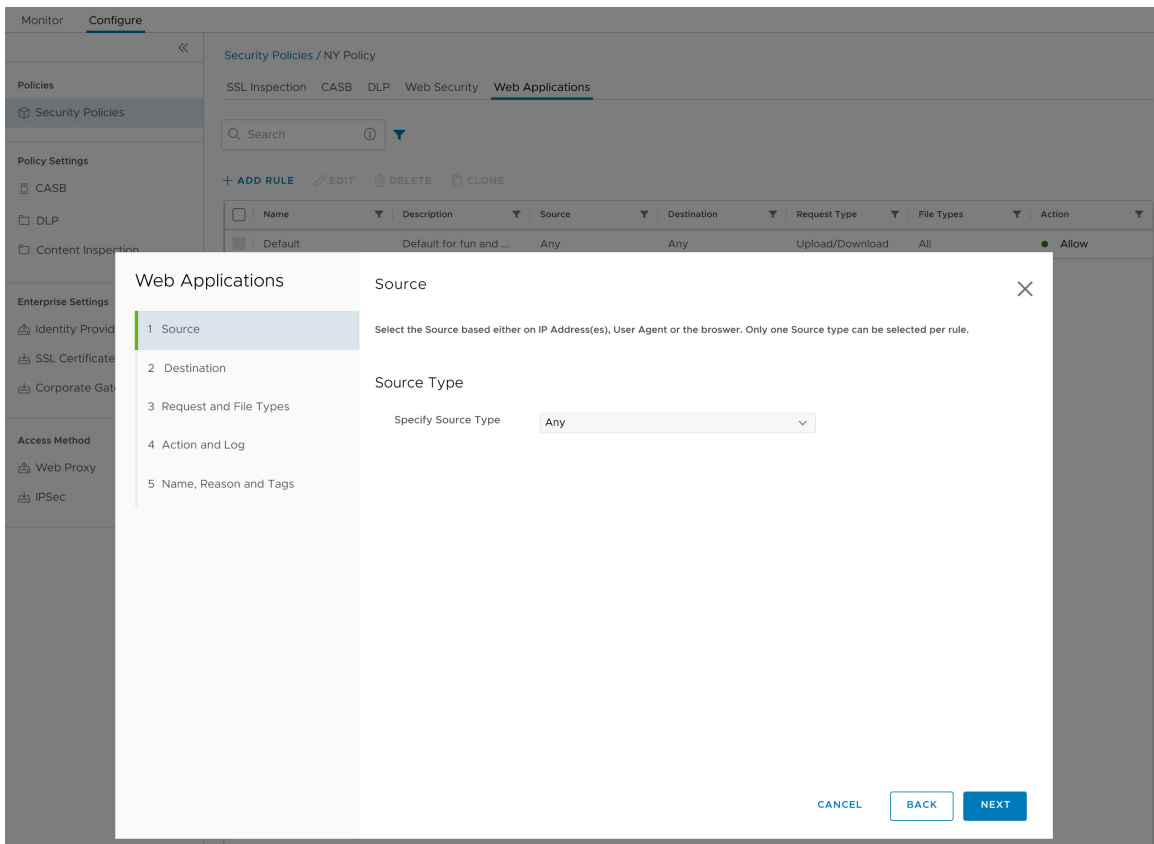 Monitor Configure
Security Policies / NY Policy
Policies
SSL Inspection CASB DLP Web Security Web Applications
Security Policies
Search
Policy Settings
ADD RULE EDIT DELETE CLONE
CASB
Name Description Source Destination Request Type File Types Action
DLP
Default Default for fun and ... Any Any Upload/Download All Allow
Content Inspection
Enterprise Settings
Identity Provid
SSL Certificate
Corporate Gat
Access Method
Web Proxy
IPSec
Web Applications
1 Source
2 Destination
3 Request and File Types
4 Action and Log
5 Name, Reason and Tags
Source
Select the Source based either on IP Address(es), User Agent or the broswer. Only one Source type can be selected per rule.
Source Type
Specify Source Type Any
CANCEL BACK NEXT